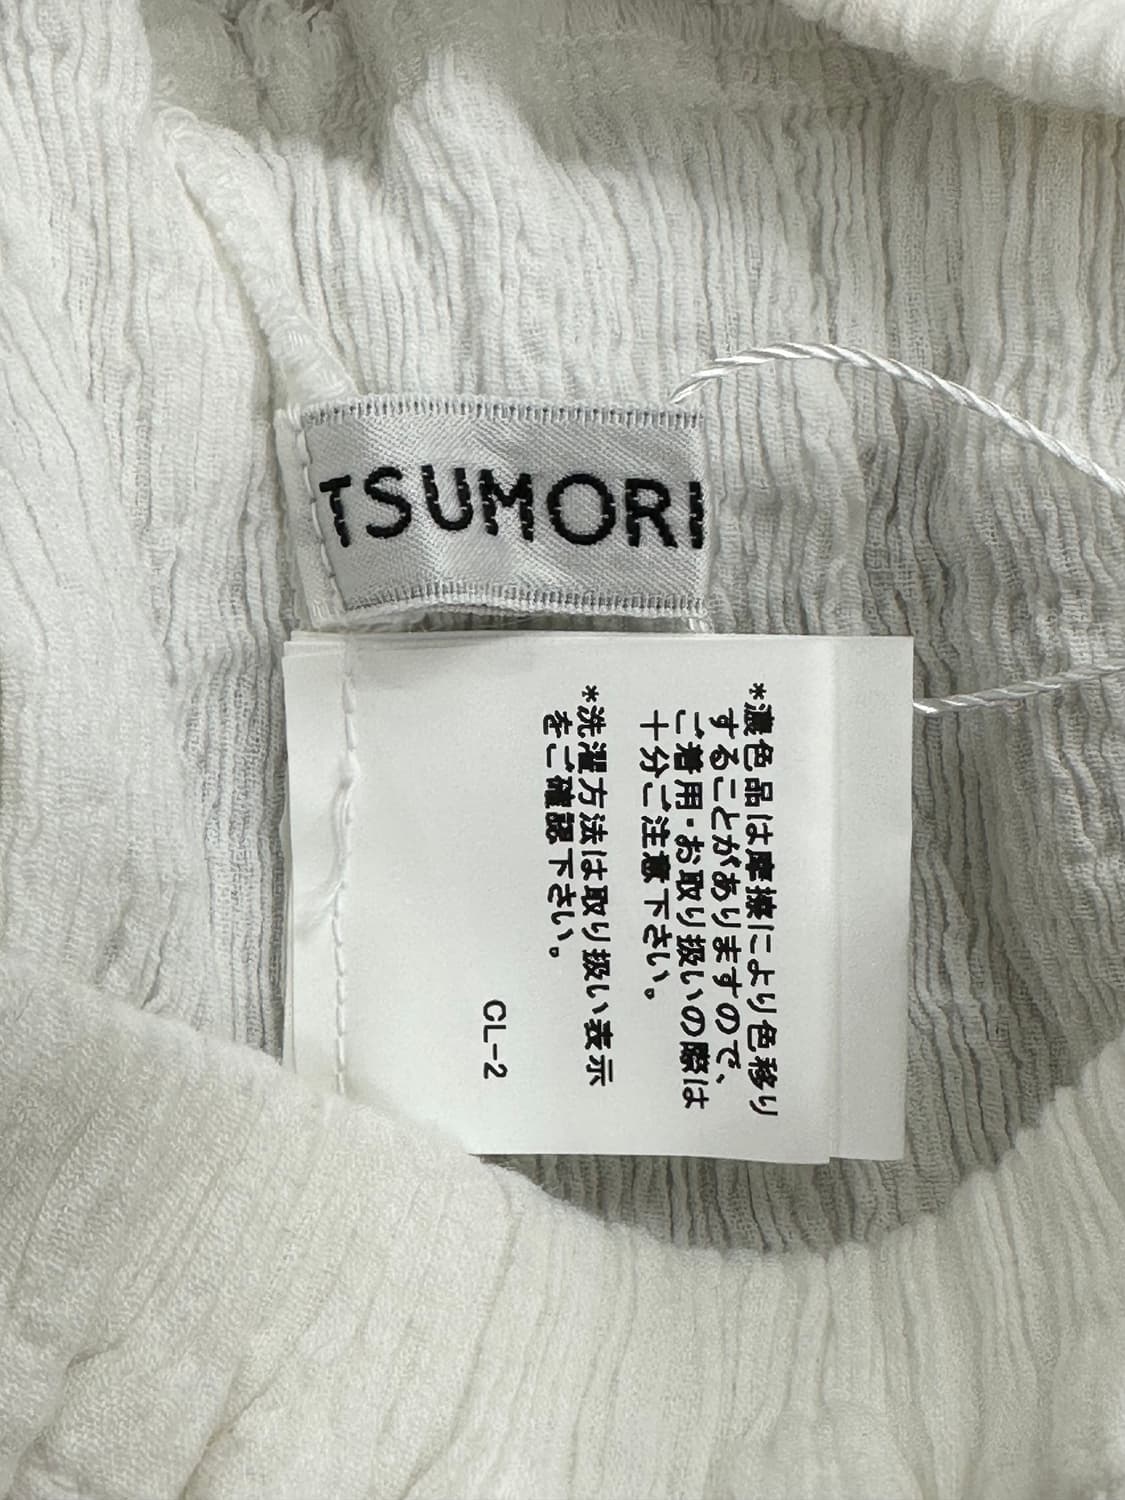 TSUMORI
*濃色品は摩擦により色移り
することがありますので、
ご着用・お取り扱いの際は
十分ご注意下さい。
*洗濯方法は取り扱い表示
をご確認下さい。
CL-2